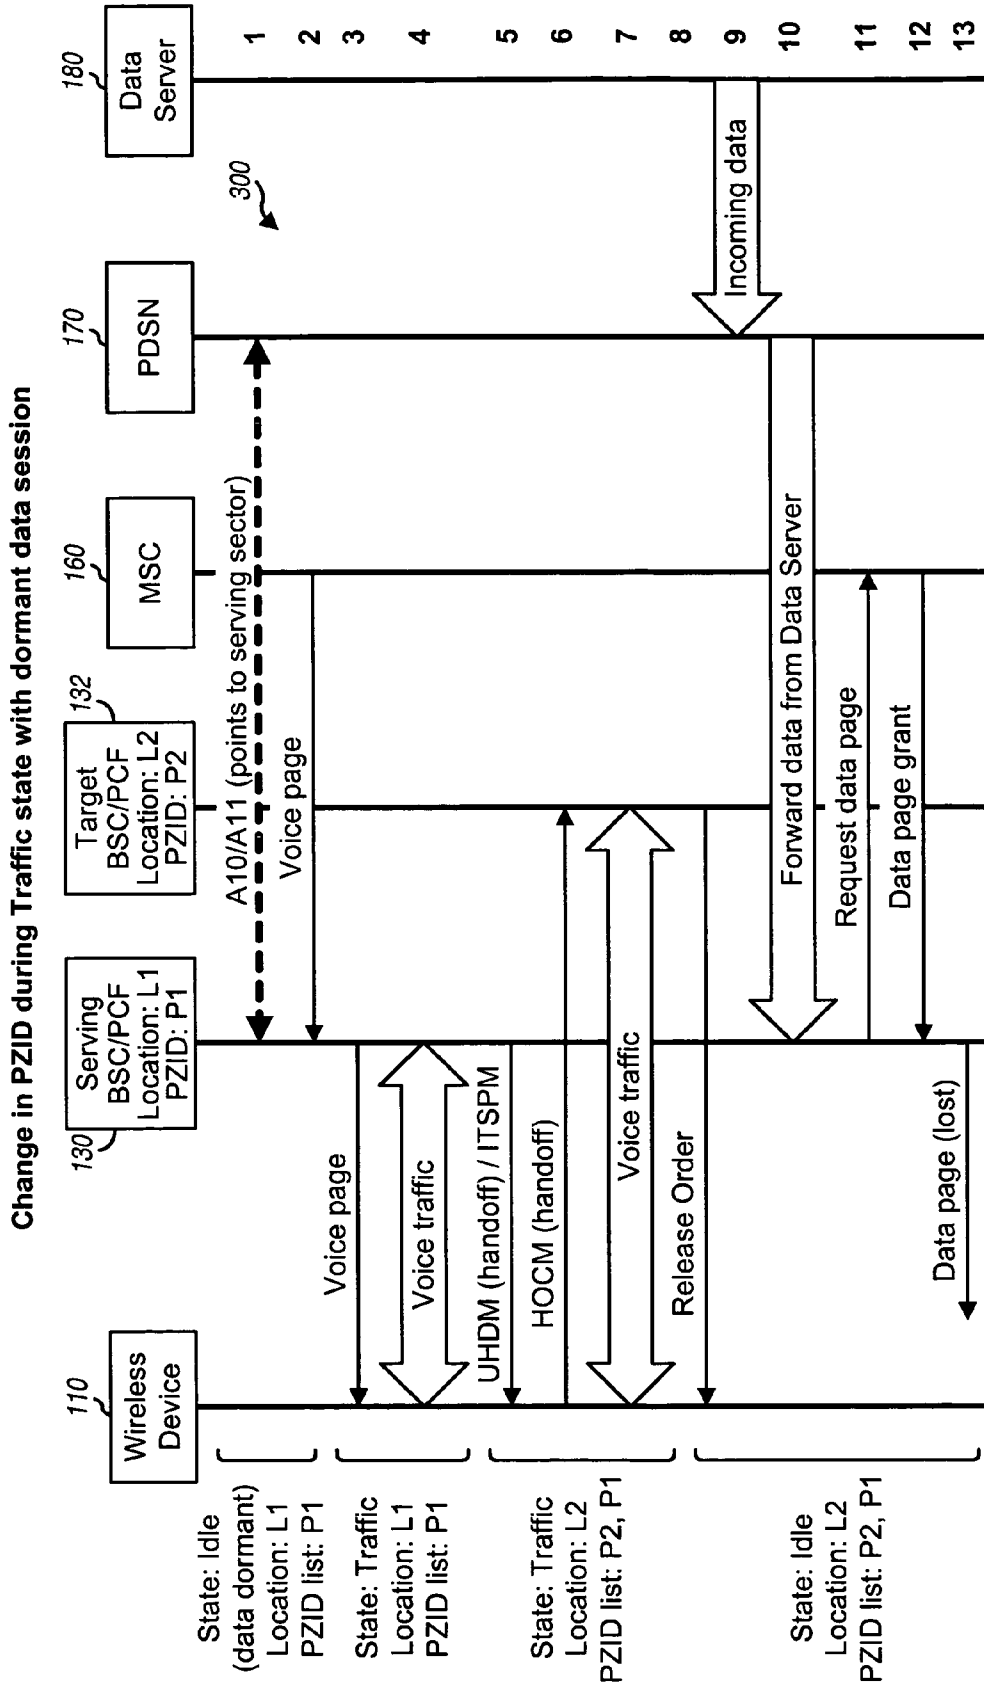 Change in PZID during Traffic state with dormant data session
110
Wireless
Device
130
Serving
BSC/PCF
Location: L1
PZID: P1
132
Target
BSC/PCF
Location: L2
PZID: P2
160
MSC
170
PDSN
180
Data
Server
300
State: Idle
(data dormant)
Location: L1
PZID list: P1
A10/A11 (points to serving sector)
1
Voice page
2
State: Traffic
Location: L1
PZID list: P1
Voice page
3
Voice traffic
4
State: Traffic
Location: L2
PZID list: P2, P1
UHDM (handoff) / ITSPM
5
HOCM (handoff)
6
Voice traffic
7
Release Order
8
State: Idle
Location: L2
PZID list: P2, P1
Incoming data
9
Forward data from Data Server
10
Request data page
11
Data page grant
12
Data page (lost)
13